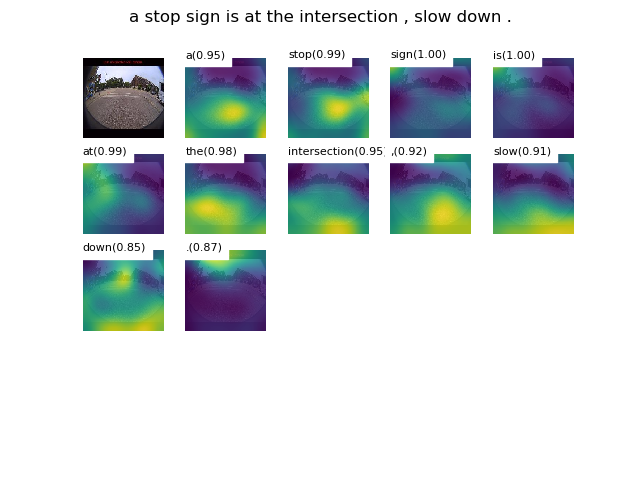 a stop sign is at the intersection , slow down .
a(0.95)
stop(0.99)
sign(1.00)
is(1.00)
at(0.99)
the(0.98)
intersection(0.95)
,(0.92)
slow(0.91)
down(0.85)
.(0.87)